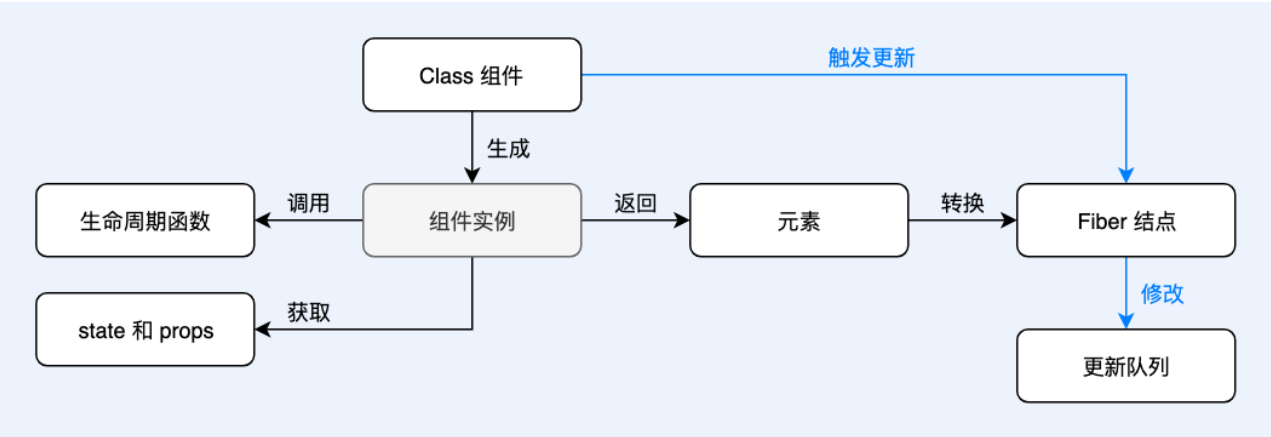 Class 组件
触发更新
生成
生命周期函数
调用
组件实例
返回
元素
转换
Fiber 结点
state 和 props
获取
修改
更新队列